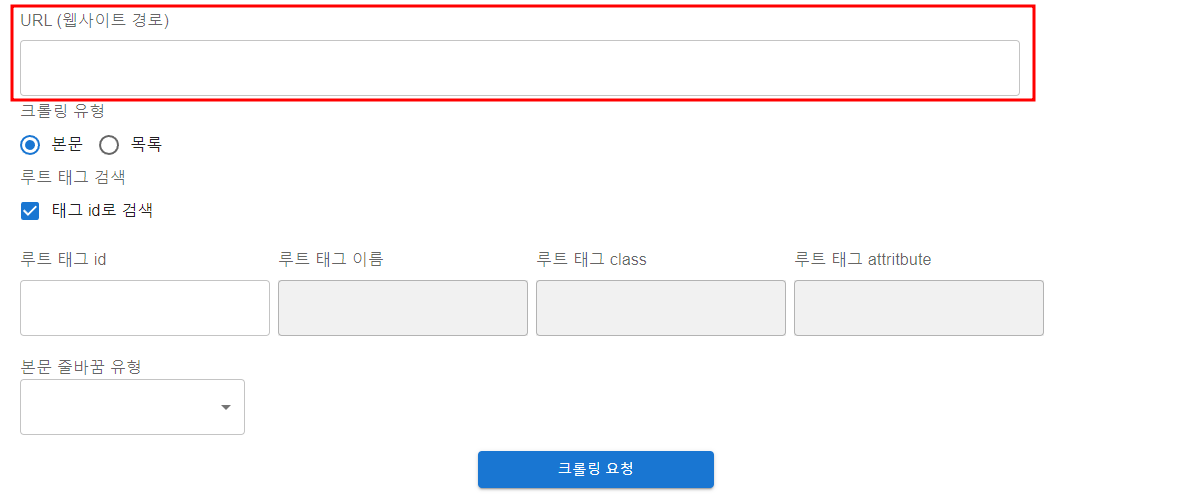 URL (웹사이트 경로)
크롤링 유형
본문 목록
루트 태그 검색
태그 id로 검색
루트 태그 id 루트 태그 이름 루트 태그 class 루트 태그 attritbute
본문 줄바꿈 유형
크롤링 요청